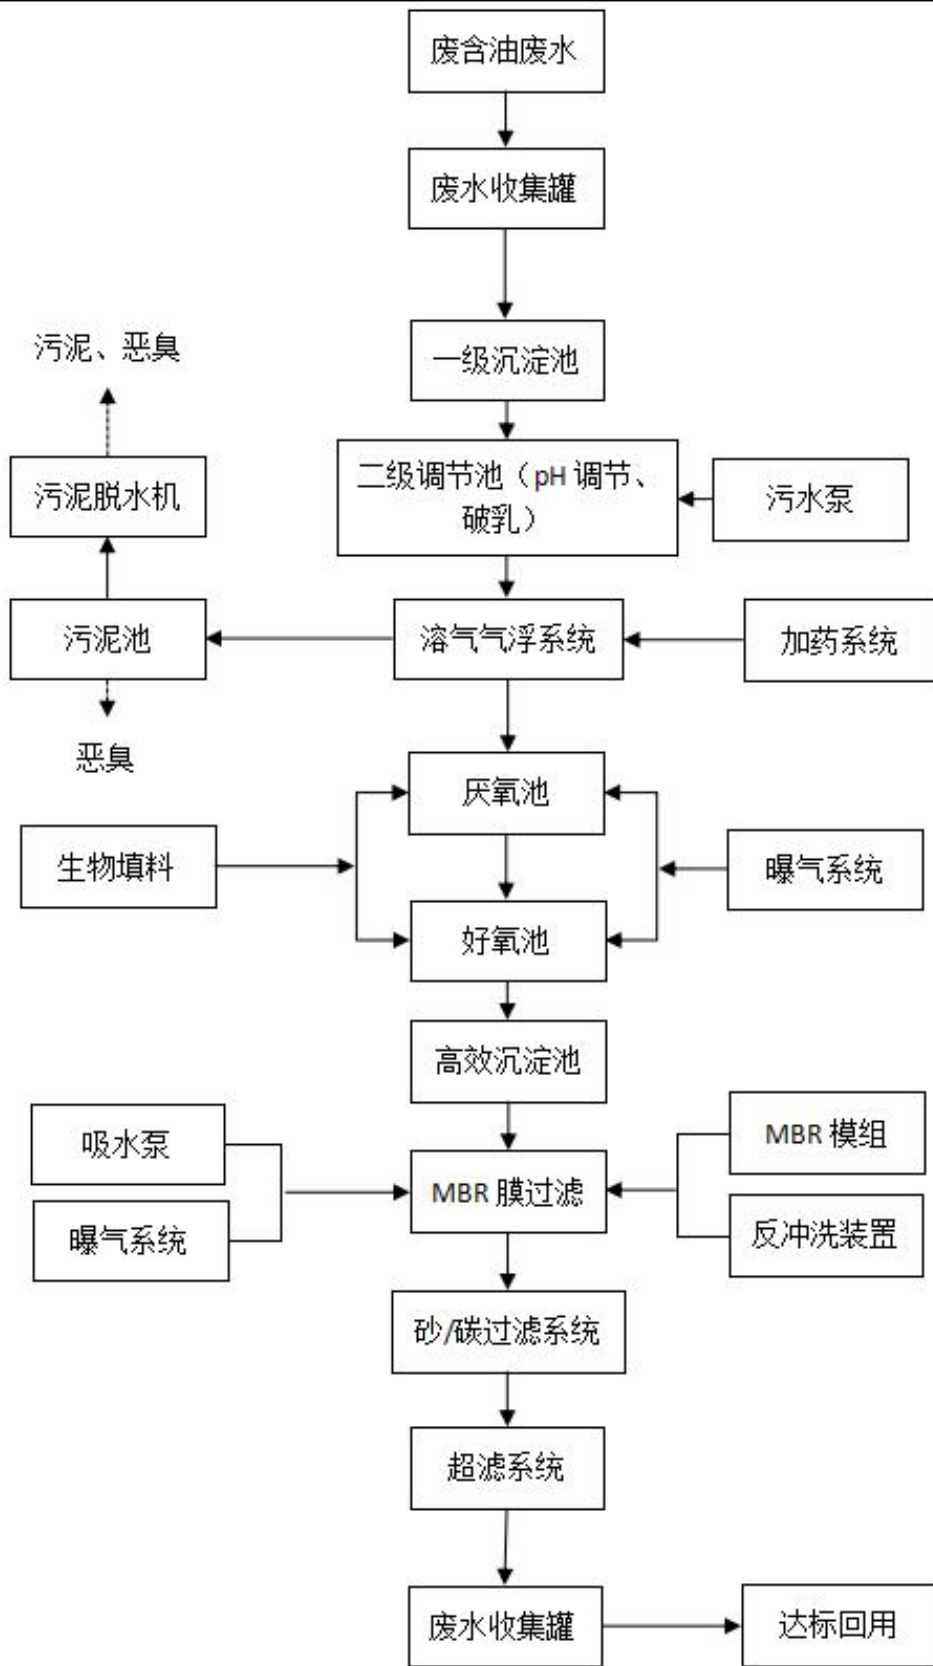 废含油废水
废水收集罐
一级沉淀池
污泥、恶臭
二级调节池（pH 调节、
破乳）
污泥脱水机
污水泵
污泥池
溶气气浮系统
加药系统
恶臭
厌氧池
生物填料
曝气系统
好氧池
高效沉淀池
吸水泵
MBR 模组
MBR 膜过滤
曝气系统
反冲洗装置
砂/碳过滤系统
超滤系统
废水收集罐
达标回用